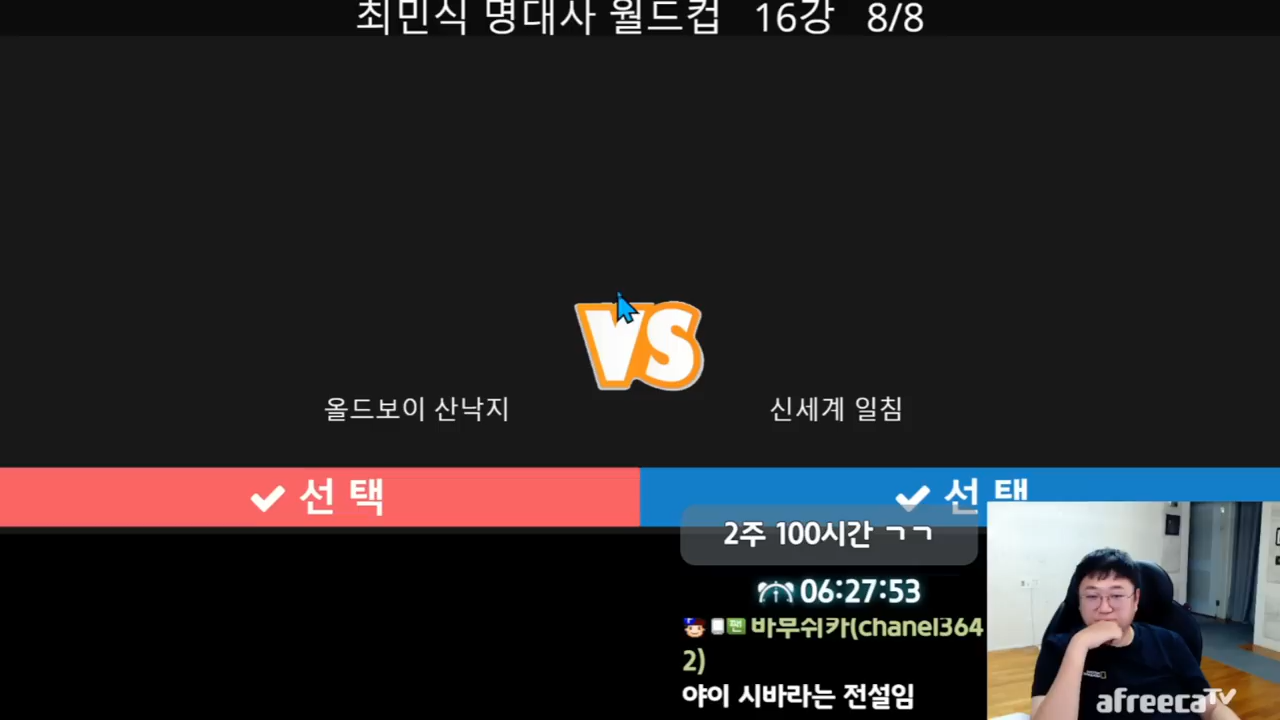 최민식 명대사 월드컵 16강 8/8
VS
올드보이 산낙지
신세계 일침
선 택
선 택
2주 100시간 ㄱㄱ
06:27:53
팬 바무쉬카(chanel364
2)
야이 시바라는 전설임
afreecaTV